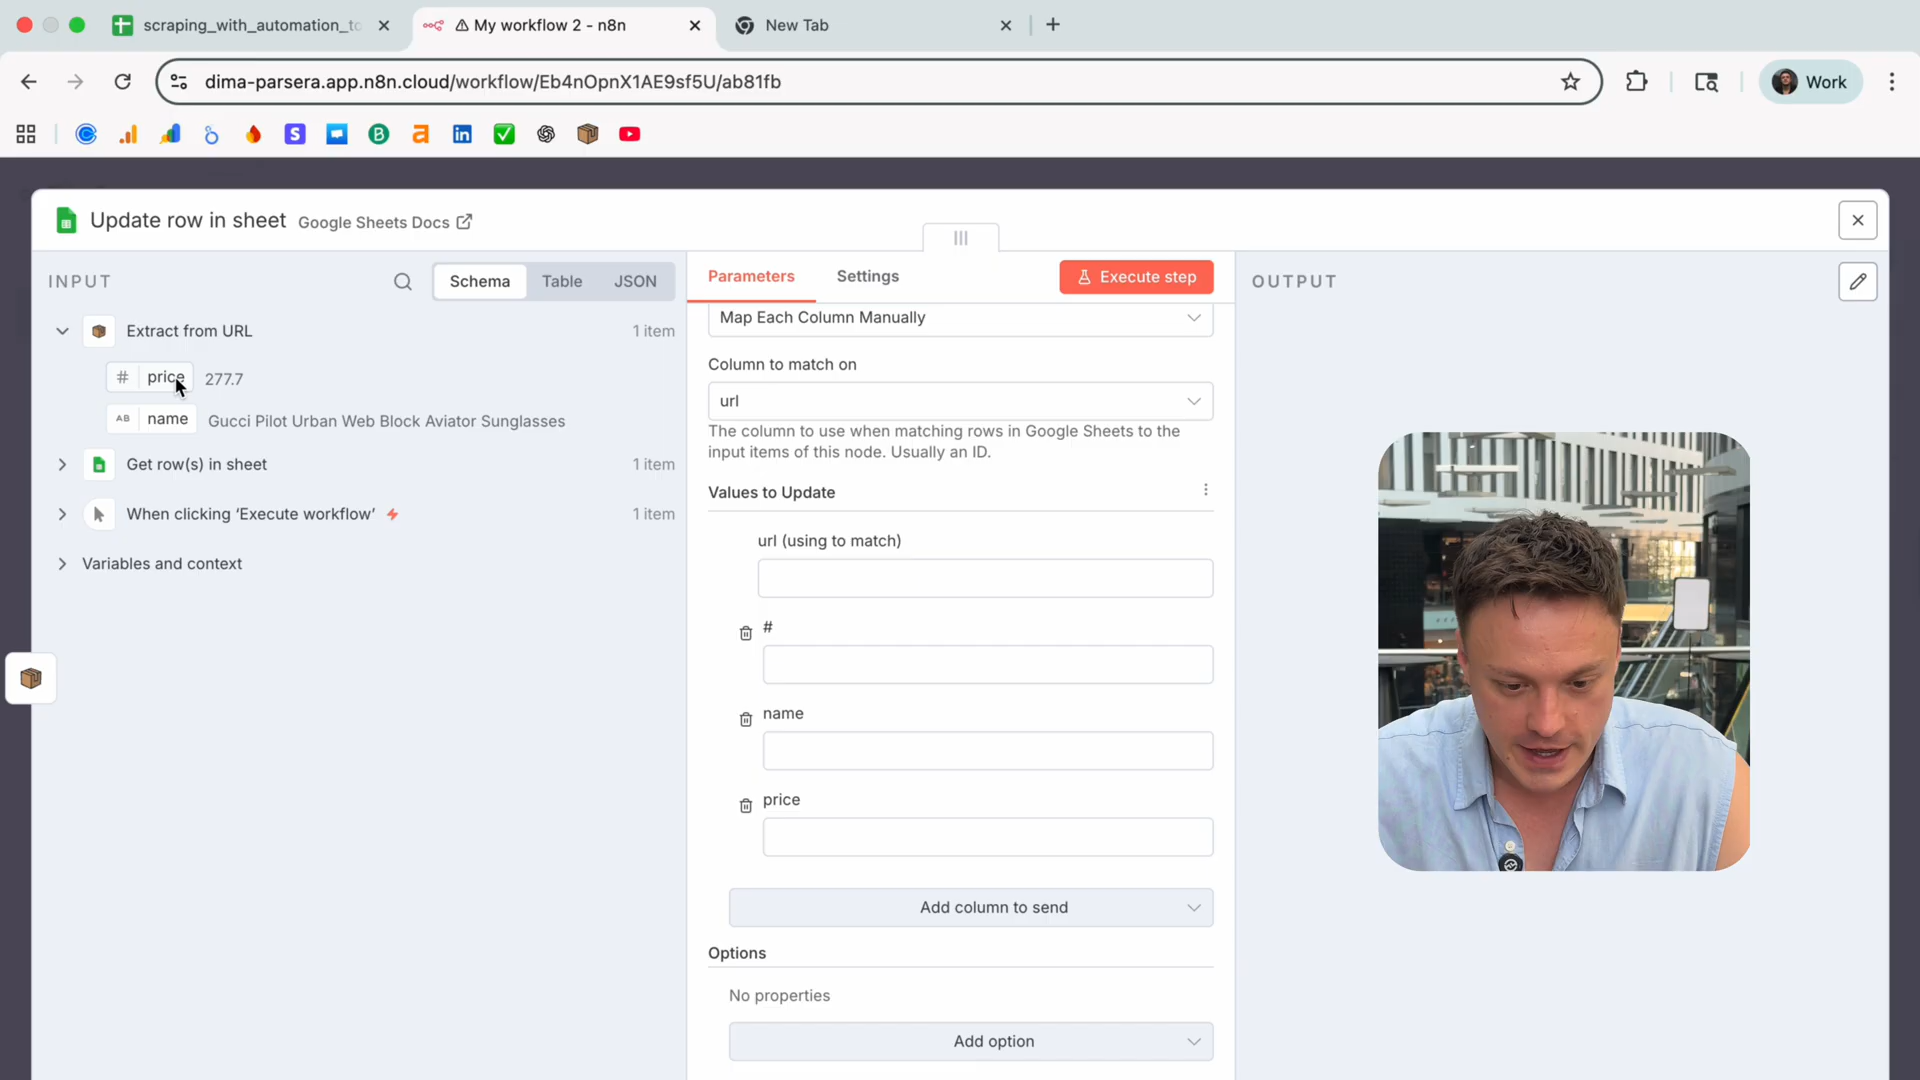 scraping_with_automation_to
My workflow 2 - n8n
New Tab
dima-parsera.app.n8n.cloud/workflow/Eb4nOpnX1AE9sf5U/ab81fb
Work
Update row in sheet
Google Sheets Docs
INPUT
Schema
Table
JSON
Parameters
Settings
Execute step
OUTPUT
Extract from URL
1 item
# price
277.7
AB name
Gucci Pilot Urban Web Block Aviator Sunglasses
Get row(s) in sheet
1 item
When clicking ‘Execute workflow’
1 item
Variables and context
Map Each Column Manually
Column to match on
url
The column to use when matching rows in Google Sheets to the
input items of this node. Usually an ID.
Values to Update
url (using to match)
#
name
price
Add column to send
Options
No properties
Add option